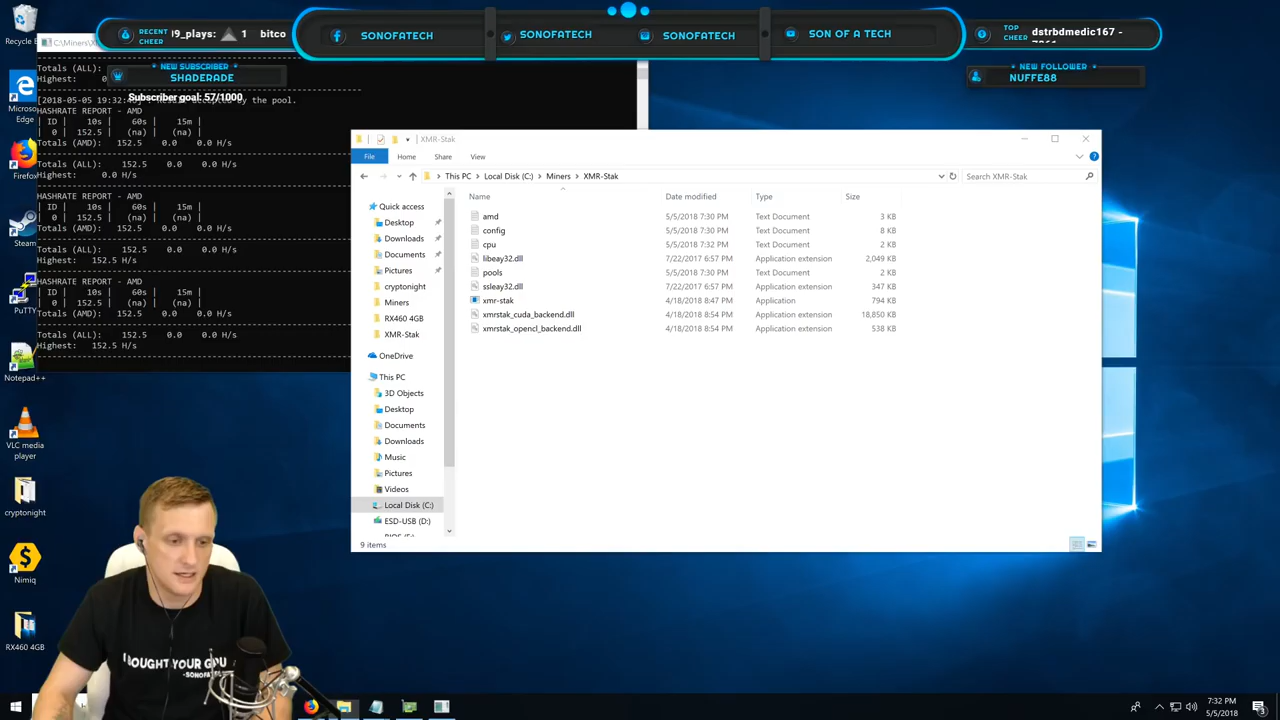 RECENT CHEER
I9_plays: 1 bitco
SONOFATECH
SONOFATECH
SONOFATECH
SON OF A TECH
TOP CHEER
dstrbdmedic167 -
NEW SUBSCRIBER
SHADERADE
Subscriber goal: 57/1000
NEW FOLLOWER
NUFFE88
Recycle
Microso
Edge
Firefo
Steam
PuTTY
Notepad++
VLC media
player
cryptonight
Nimiq
RX460 4GB
C:\Miners\X
Totals (ALL):
Highest: 0
[2018-05-05 19:32: by the pool.
HASHRATE REPORT - AMD
| ID | 10s | 60s | 15m |
| 0 | 152.5 | (na) | (na) |
Totals (AMD): 152.5 0.0 0.0 H/s
Totals (ALL): 152.5 0.0 0.0 H/s
Highest: 0.0 H/s
HASHRATE REPORT - AMD
| ID | 10s | 60s | 15m |
| 0 | 152.5 | (na) | (na) |
Totals (AMD): 152.5 0.0 0.0 H/s
Totals (ALL): 152.5 0.0 0.0 H/s
Highest: 152.5 H/s
HASHRATE REPORT - AMD
| ID | 10s | 60s | 15m |
| 0 | 152.5 | (na) | (na) |
Totals (AMD): 152.5 0.0 0.0 H/s
Totals (ALL): 152.5 0.0 0.0 H/s
Highest: 152.5 H/s
XMR-Stak
File Home Share View
This PC > Local Disk (C:) > Miners > XMR-Stak
Search XMR-Stak
Quick access
Desktop
Downloads
Documents
Pictures
cryptonight
Miners
RX460 4GB
XMR-Stak
OneDrive
This PC
3D Objects
Desktop
Documents
Downloads
Music
Pictures
Videos
Local Disk (C:)
ESD-USB (D:)
Name Date modified Type Size
amd 5/5/2018 7:30 PM Text Document 3 KB
config 5/5/2018 7:30 PM Text Document 8 KB
cpu 5/5/2018 7:32 PM Text Document 2 KB
libeay32.dll 7/22/2017 6:57 PM Application extension 2,049 KB
pools 5/5/2018 7:30 PM Text Document 2 KB
ssleay32.dll 7/22/2017 6:57 PM Application extension 347 KB
xmr-stak 4/18/2018 8:47 PM Application 794 KB
xmrstak_cuda_backend.dll 4/18/2018 8:54 PM Application extension 18,850 KB
xmrstak_opencl_backend.dll 4/18/2018 8:54 PM Application extension 538 KB
9 items
I BOUGHT YOUR GPU
-SONOFATECH
7:32 PM
5/5/2018